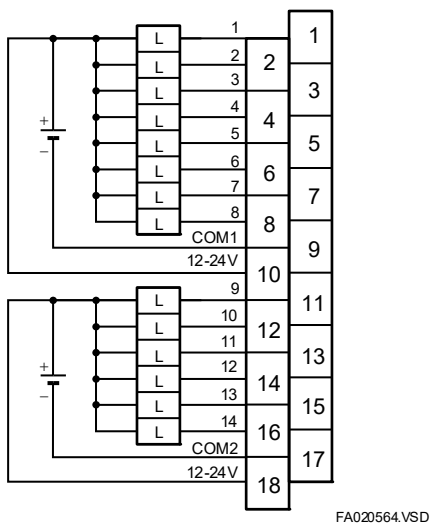 1 L 1
2 L 2
3 L 3
4 L 4
5 L 5
6 L 6
7 L 7
8 L 8
+
−
COM1 9
12-24V 10
9 L 11
10 L 12
11 L 13
12 L 14
13 L 15
14 L 16
+
−
COM2 17
12-24V 18
FA020564.VSD